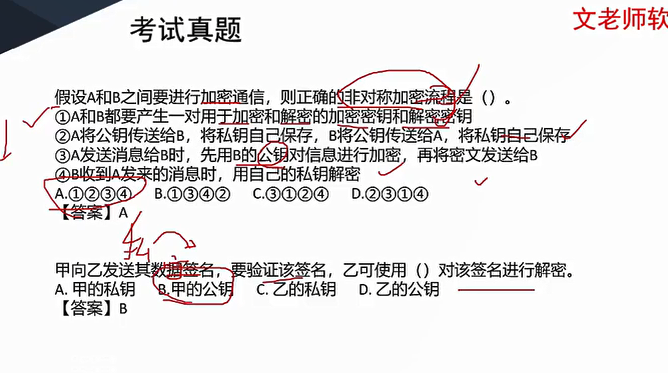 考试真题
文老师软
假设A和B之间要进行加密通信，则正确的非对称加密流程是（）。
①A和B都要产生一对用于加密和解密的加密密钥和解密密钥
②A将公钥传送给B，将私钥自己保存，B将公钥传送给A，将私钥自己保存
③A发送消息给B时，先用B的公钥对信息进行加密，再将密文发送给B
④B收到A发来的消息时，用自己的私钥解密
A.①②③④ B.①③④② C.③①②④ D.②③①④
【答案】A
甲向乙发送其数据签名，要验证该签名，乙可使用（）对该签名进行解密。
A. 甲的私钥 B.甲的公钥 C. 乙的私钥 D. 乙的公钥
【答案】B